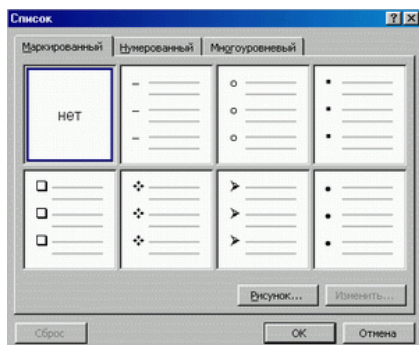 Список
Маркированный Нумерованный Многоуровневый
нет
Рисунок... Изменить...
Сброс ОК Отмена